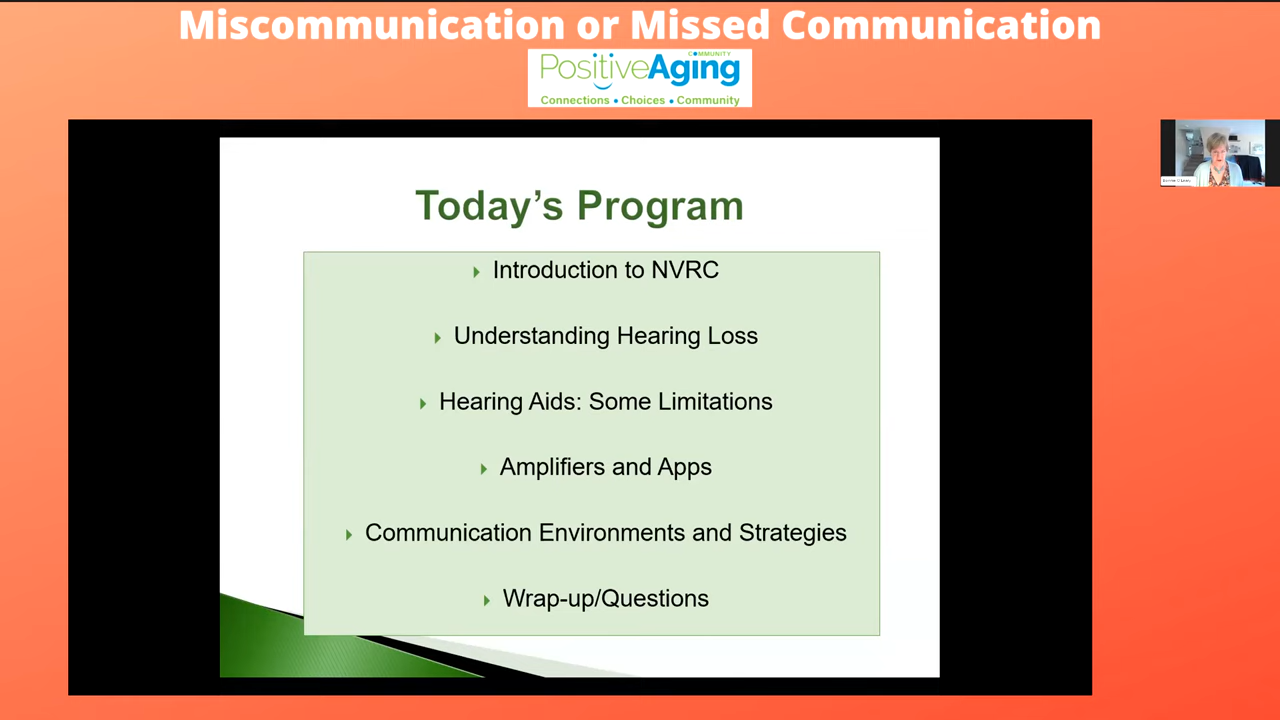 Miscommunication or Missed Communication
COMMUNITY
PositiveAging
Connections • Choices • Community
Today's Program
Introduction to NVRC
Understanding Hearing Loss
Hearing Aids: Some Limitations
Amplifiers and Apps
Communication Environments and Strategies
Wrap-up/Questions